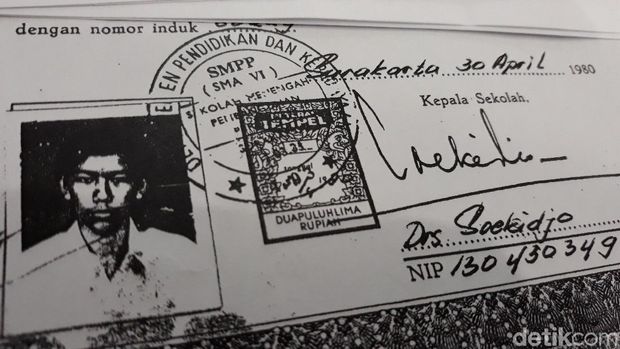 dengan nomor induk
EN PENDIDIKAN DAN KE
SMPP
(SMA VI)
Surakarta 30 April 1980
Kepala Sekolah.
TEMPEL
25
DUAPULUHLIMA
RUPIAH
Drs Soekidjo
NIP 130430349
detikcom